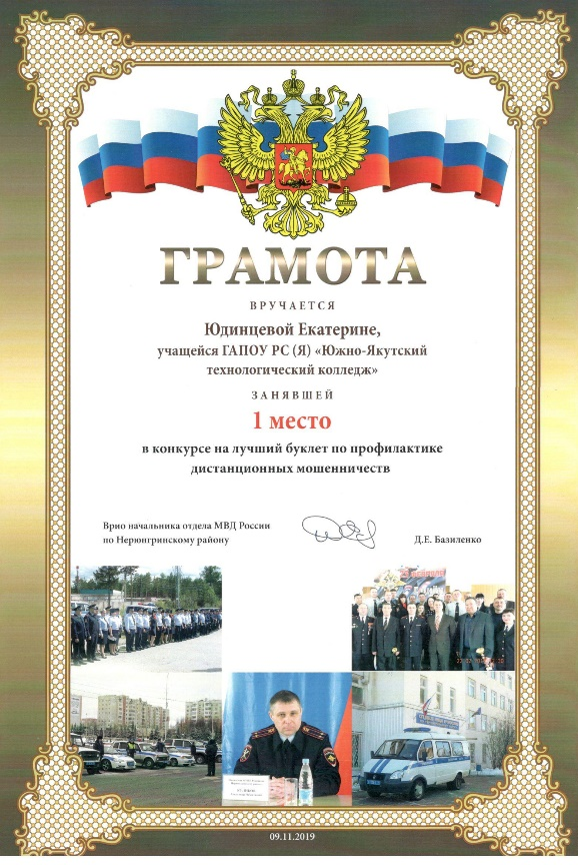 ГРАМОТА
ВРУЧАЕТСЯ
Юдинцевой Екатерине,
учащейся ГАПОУ РС (Я) «Южно-Якутский
технологический колледж»
ЗАНЯВШЕЙ
1 место
в конкурсе на лучший буклет по профилактике
дистанционных мошенничеств
Врио начальника отдела МВД России
по Нерюнгринскому району
Д.Е. Базиленко
09.11.2019